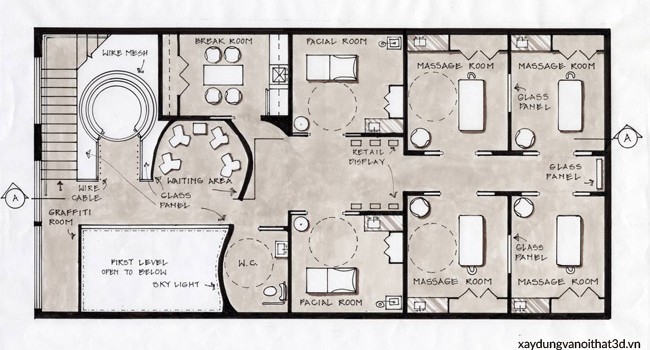 WIRE MESH
BREAK ROOM
FACIAL ROOM
MASSAGE ROOM
MASSAGE ROOM
GLASS
PANEL
A
RETAIL
DISPLAY
WAITING AREA
GLASS
PANEL
WIRE
CABLE
GLASS
PANEL
A
GRAFFITI
ROOM
FIRST LEVEL
OPEN TO BELOW
SKY LIGHT
W.C.
GLASS
PANEL
FACIAL ROOM
MASSAGE ROOM
MASSAGE ROOM
xaydungvanoithat3d.vn